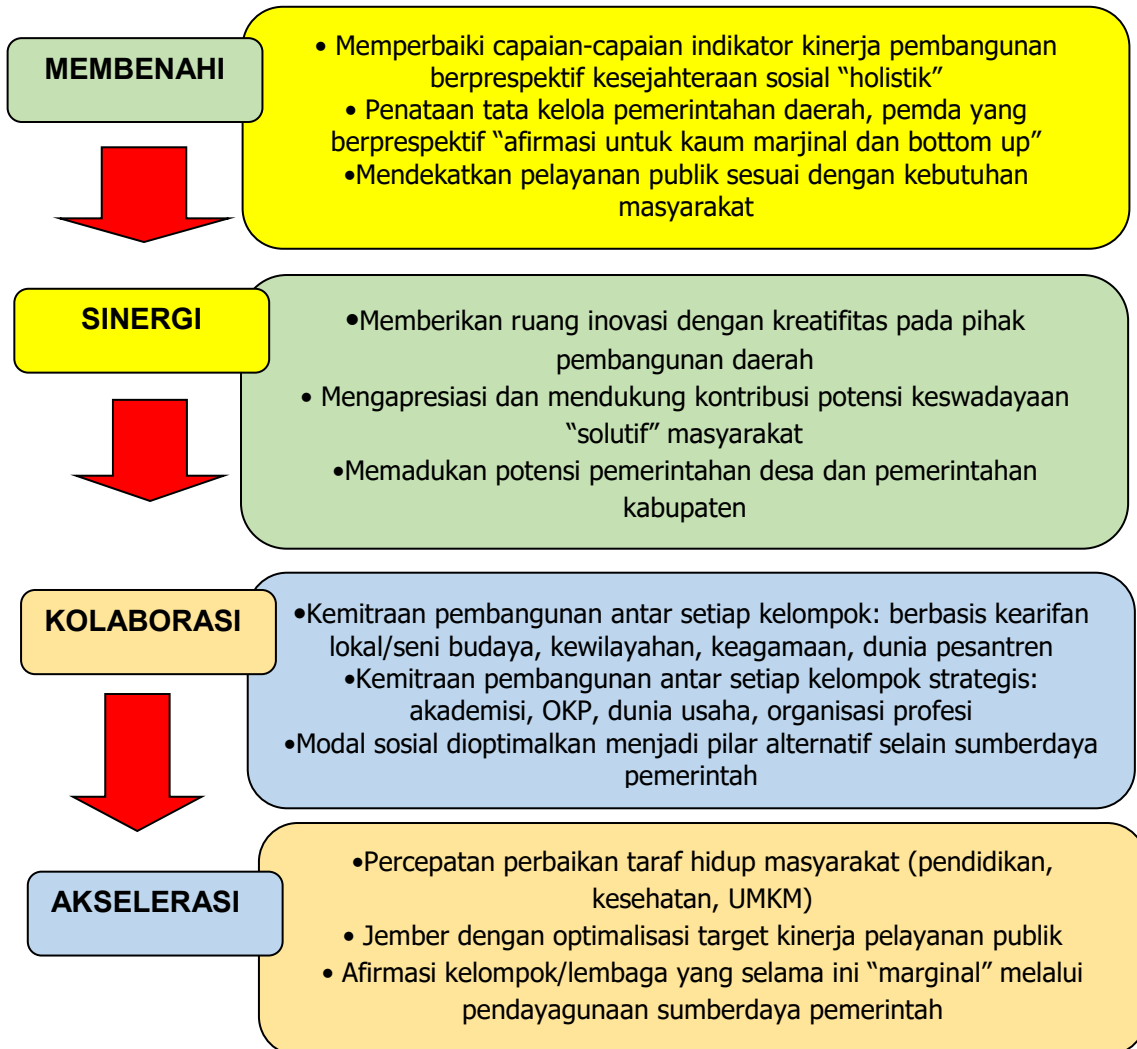 MEMBENAHI
• Memperbaiki capaian-capaian indikator kinerja pembangunan
berprespektif kesejahteraan sosial “holistik”
• Penataan tata kelola pemerintahan daerah, pemda yang
berprespektif “afirmasi untuk kaum marjinal dan bottom up”
•Mendekatkan pelayanan publik sesuai dengan kebutuhan
masyarakat
SINERGI
•Memberikan ruang inovasi dengan kreatifitas pada pihak
pembangunan daerah
• Mengapresiasi dan mendukung kontribusi potensi keswadayaan
“solutif” masyarakat
•Memadukan potensi pemerintahan desa dan pemerintahan
kabupaten
KOLABORASI
•Kemitraan pembangunan antar setiap kelompok: berbasis kearifan
lokal/seni budaya, kewilayahan, keagamaan, dunia pesantren
•Kemitraan pembangunan antar setiap kelompok strategis:
akademisi, OKP, dunia usaha, organisasi profesi
•Modal sosial dioptimalkan menjadi pilar alternatif selain sumberdaya
pemerintah
AKSELERASI
•Percepatan perbaikan taraf hidup masyarakat (pendidikan,
kesehatan, UMKM)
• Jember dengan optimalisasi target kinerja pelayanan publik
• Afirmasi kelompok/lembaga yang selama ini “marginal” melalui
pendayagunaan sumberdaya pemerintah